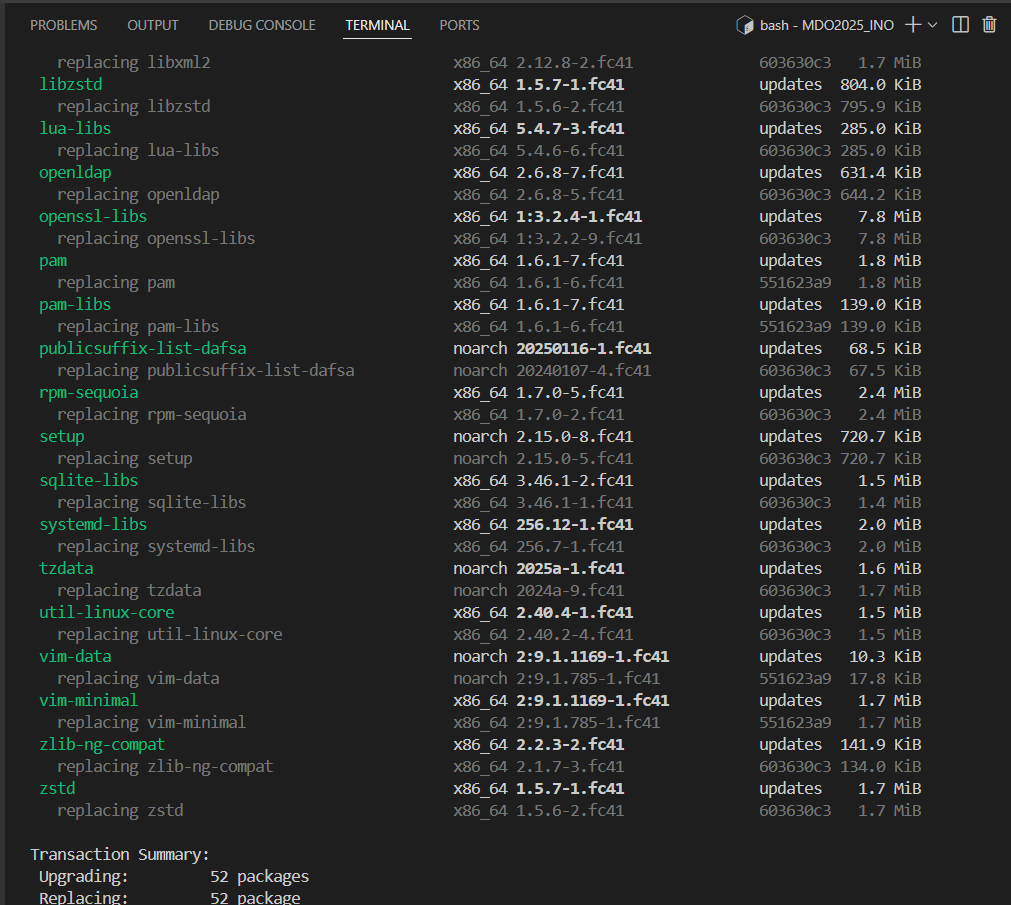 PROBLEMS OUTPUT DEBUG CONSOLE TERMINAL PORTS bash - MDO2025_INO
replacing libxml2 x86_64 2.12.8-2.fc41 603630c3 1.7 MiB
libzstd x86_64 1.5.7-1.fc41 updates 804.0 KiB
replacing libzstd x86_64 1.5.6-2.fc41 603630c3 795.9 KiB
lua-libs x86_64 5.4.7-3.fc41 updates 285.0 KiB
replacing lua-libs x86_64 5.4.6-6.fc41 603630c3 285.0 KiB
openldap x86_64 2.6.8-7.fc41 updates 631.4 KiB
replacing openldap x86_64 2.6.8-5.fc41 603630c3 644.2 KiB
openssl-libs x86_64 1:3.2.4-1.fc41 updates 7.8 MiB
replacing openssl-libs x86_64 1:3.2.2-9.fc41 603630c3 7.8 MiB
pam x86_64 1.6.1-7.fc41 updates 1.8 MiB
replacing pam x86_64 1.6.1-6.fc41 551623a9 1.8 MiB
pam-libs x86_64 1.6.1-7.fc41 updates 139.0 KiB
replacing pam-libs x86_64 1.6.1-6.fc41 551623a9 139.0 KiB
publicsuffix-list-dafsa noarch 20250116-1.fc41 updates 68.5 KiB
replacing publicsuffix-list-dafsa noarch 20240107-4.fc41 603630c3 67.5 KiB
rpm-sequoia x86_64 1.7.0-5.fc41 updates 2.4 MiB
replacing rpm-sequoia x86_64 1.7.0-2.fc41 603630c3 2.4 MiB
setup noarch 2.15.0-8.fc41 updates 720.7 KiB
replacing setup noarch 2.15.0-5.fc41 603630c3 720.7 KiB
sqlite-libs x86_64 3.46.1-2.fc41 updates 1.5 MiB
replacing sqlite-libs x86_64 3.46.1-1.fc41 603630c3 1.4 MiB
systemd-libs x86_64 256.12-1.fc41 updates 2.0 MiB
replacing systemd-libs x86_64 256.7-1.fc41 603630c3 2.0 MiB
tzdata noarch 2025a-1.fc41 updates 1.6 MiB
replacing tzdata noarch 2024a-9.fc41 603630c3 1.7 MiB
util-linux-core x86_64 2.40.4-1.fc41 updates 1.5 MiB
replacing util-linux-core x86_64 2.40.2-4.fc41 603630c3 1.5 MiB
vim-data noarch 2:9.1.1169-1.fc41 updates 10.3 KiB
replacing vim-data noarch 2:9.1.785-1.fc41 551623a9 17.8 KiB
vim-minimal x86_64 2:9.1.1169-1.fc41 updates 1.7 MiB
replacing vim-minimal x86_64 2:9.1.785-1.fc41 551623a9 1.7 MiB
zlib-ng-compat x86_64 2.2.3-2.fc41 updates 141.9 KiB
replacing zlib-ng-compat x86_64 2.1.7-3.fc41 603630c3 134.0 KiB
zstd x86_64 1.5.7-1.fc41 updates 1.7 MiB
replacing zstd x86_64 1.5.6-2.fc41 603630c3 1.7 MiB
Transaction Summary:
Upgrading: 52 packages
Replacing: 52 package